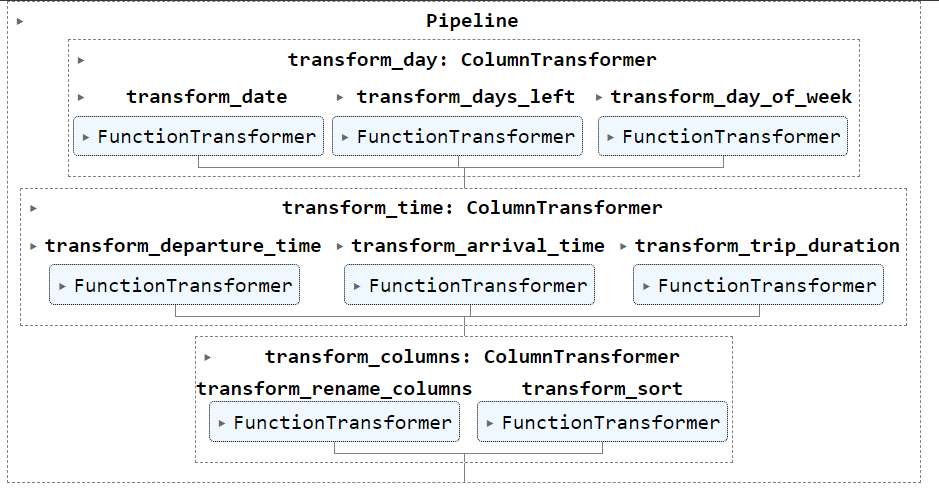 Pipeline
transform_day: ColumnTransformer
transform_date transform_days_left transform_day_of_week
FunctionTransformer FunctionTransformer FunctionTransformer
transform_time: ColumnTransformer
transform_departure_time transform_arrival_time transform_trip_duration
FunctionTransformer FunctionTransformer FunctionTransformer
transform_columns: ColumnTransformer
transform_rename_columns transform_sort
FunctionTransformer FunctionTransformer